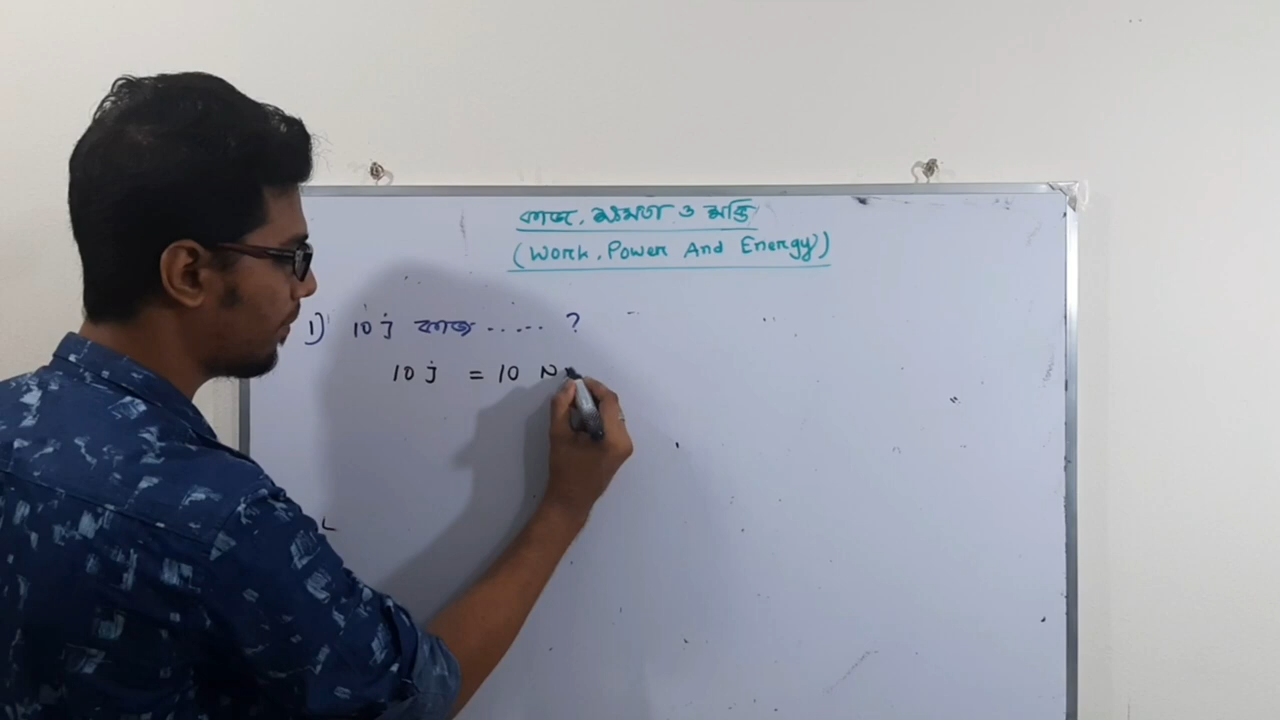 কাজ, ক্ষমতা ও শক্তি
(Work, Power And Energy)
1) 10 j কাজ ..... ?
10 j = 10 N